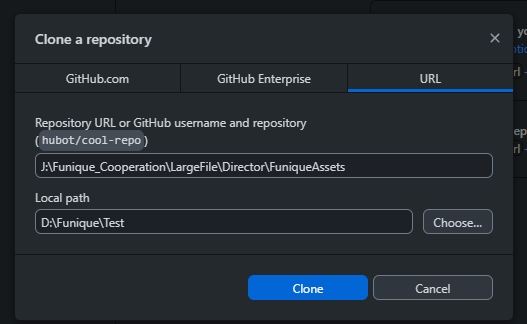 Clone a repository
GitHub.com
GitHub Enterprise
URL
Repository URL or GitHub username and repository
(hubot/cool-repo)
J:\Funique_Cooperation\LargeFile\Director\FuniqueAssets
Local path
D:\Funique\Test
Choose...
Clone
Cancel